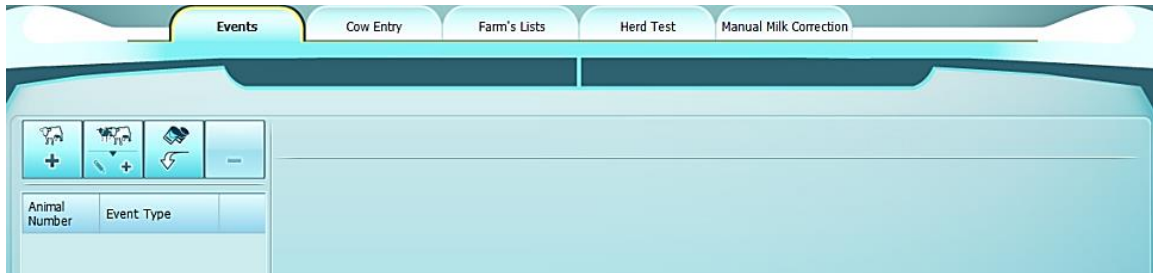 Events Cow Entry Farm's Lists Herd Test Manual Milk Correction
Animal Number Event Type